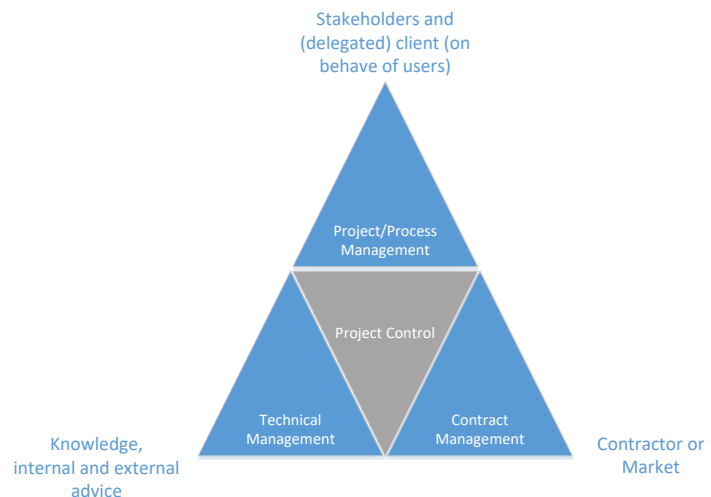 Stakeholders and
(delegated) client (on
behave of users)
Project/Process
Management
Project Control
Technical
Management
Contract
Management
Knowledge,
internal and external
advice
Contractor or
Market